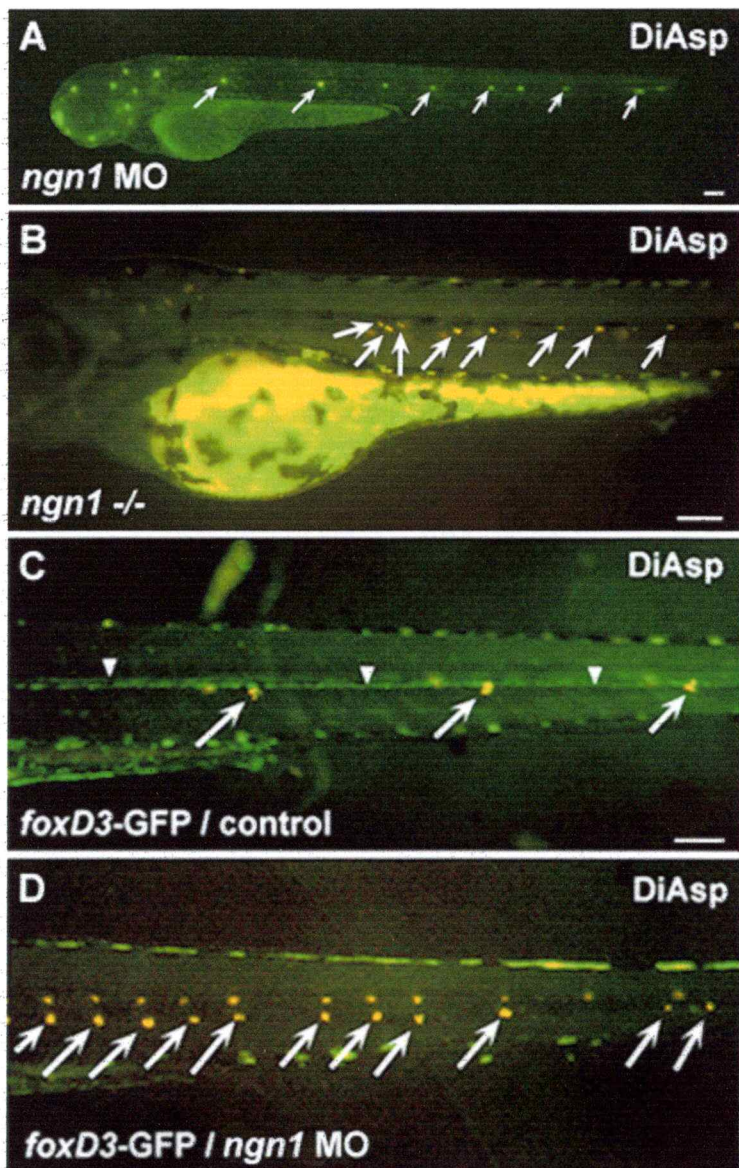 A DiAsp
ngn1 MO
B DiAsp
ngn1 -/-
C DiAsp
foxD3-GFP / control
D DiAsp
foxD3-GFP / ngn1 MO